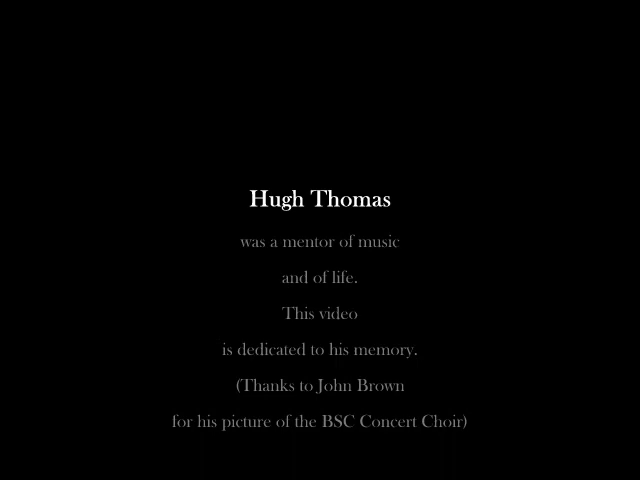 Hugh Thomas
was a mentor of music
and of life.
This video
is dedicated to his memory.
(Thanks to John Brown
for his picture of the BSC Concert Choir)